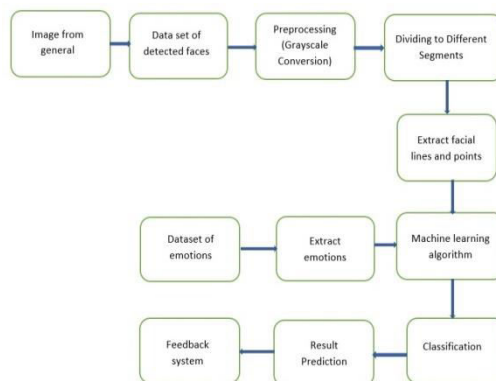 Image from
general
Data set of
detected faces
Preprocessing
(Grayscale
Conversion)
Dividing to Different
Segments
Extract facial
lines and points
Dataset of
emotions
Extract
emotions
Machine learning
algorithm
Feedback
system
Result
Prediction
Classification